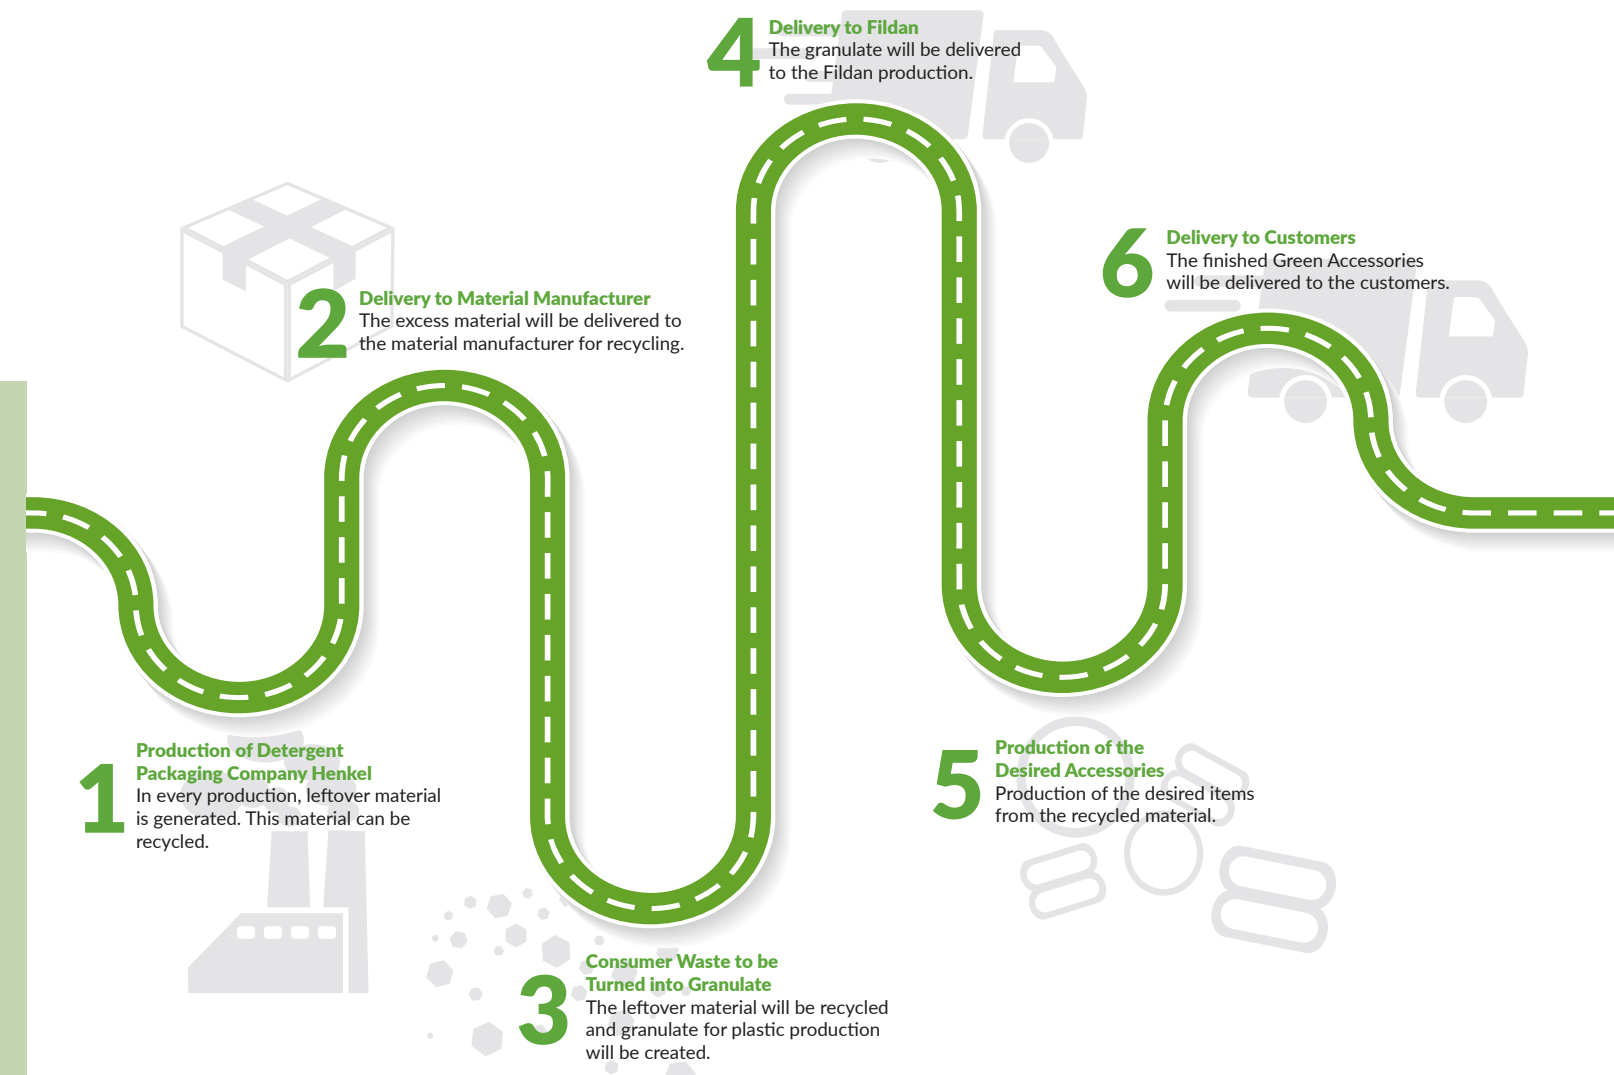 1
Production of Detergent
Packaging Company Henkel
In every production, leftover material
is generated. This material can be
recycled.
2
Delivery to Material Manufacturer
The excess material will be delivered to
the material manufacturer for recycling.
3
Consumer Waste to be
Turned into Granulate
The leftover material will be recycled
and granulate for plastic production
will be created.
4
Delivery to Fildan
The granulate will be delivered
to the Fildan production.
5
Production of the
Desired Accessories
Production of the desired items
from the recycled material.
6
Delivery to Customers
The finished Green Accessories
will be delivered to the customers.